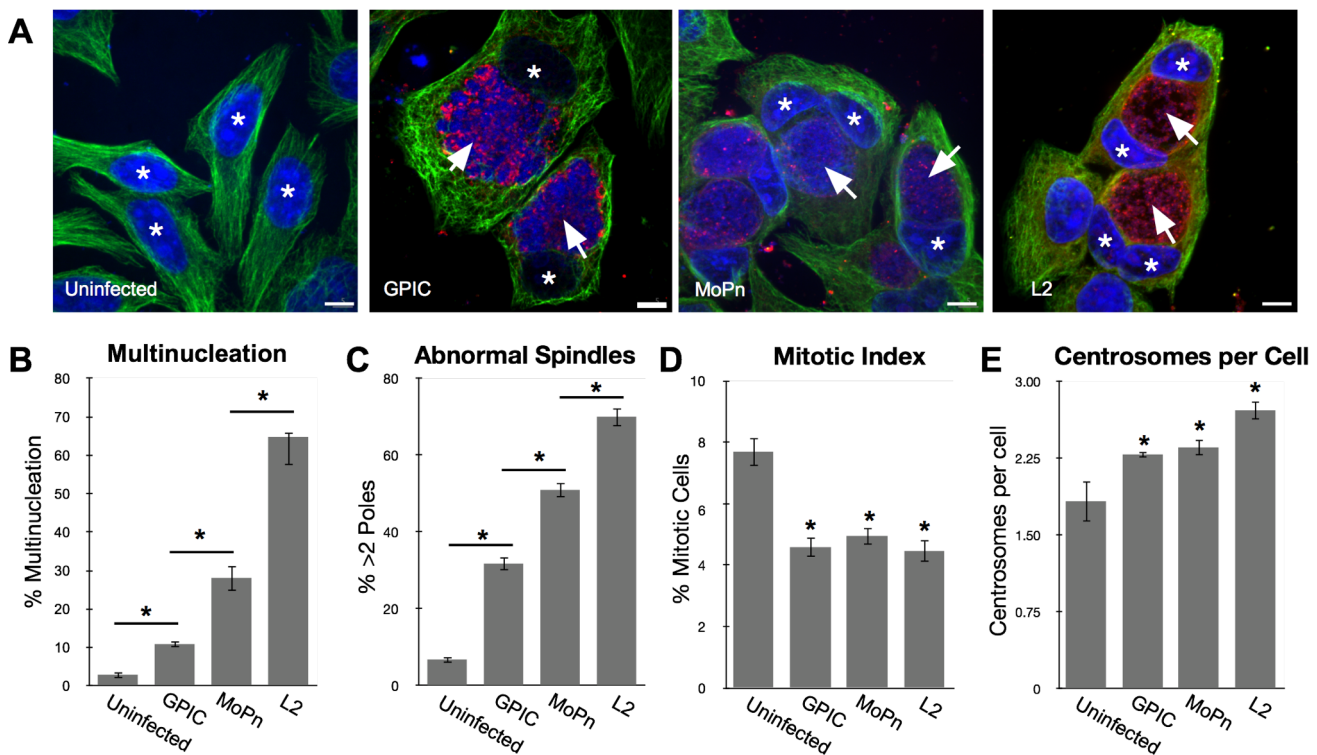 A
*
*
*
*
Uninfected
*
*
GPIC
*
*
*
MoPn
*
*
*
*
L2
B
Multinucleation
% Multinucleation
80
70
60
50
40
30
20
10
0
*
*
*
Uninfected
GPIC
MoPn
L2
C
Abnormal Spindles
% >2 Poles
80
60
40
20
0
*
*
*
Uninfected
GPIC
MoPn
L2
D
Mitotic Index
% Mitotic Cells
10
8
6
4
2
0
*
*
*
Uninfected
GPIC
MoPn
L2
E
Centrosomes per Cell
Centrosomes per cell
3.00
2.25
1.50
0.75
0
*
*
*
Uninfected
GPIC
MoPn
L2